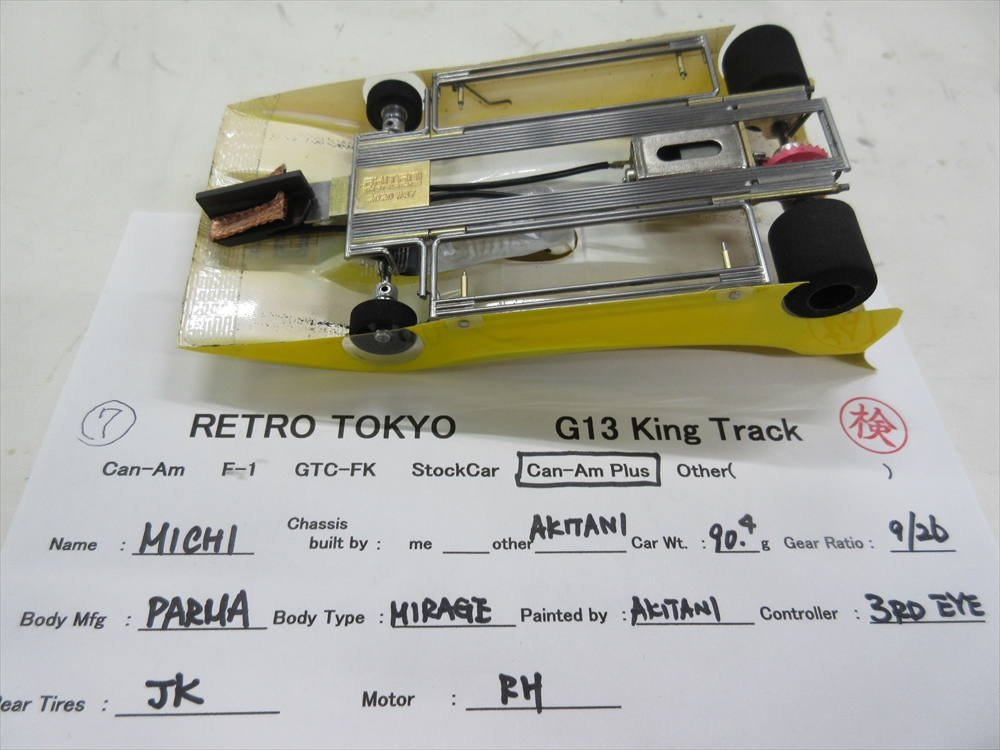 ⑦ RETRO TOKYO G13 King Track 検
Can-Am F-1 GTC-FK StockCar Can-Am Plus Other( )
Name : MICHI Chassis built by : me ___ other AKITANI Car Wt. : 90.4 g Gear Ratio : 9/26
Body Mfg : PARMA Body Type : MIRAGE Painted by : AKITANI Controller : 3RD EYE
ear Tires : JK Motor : RH